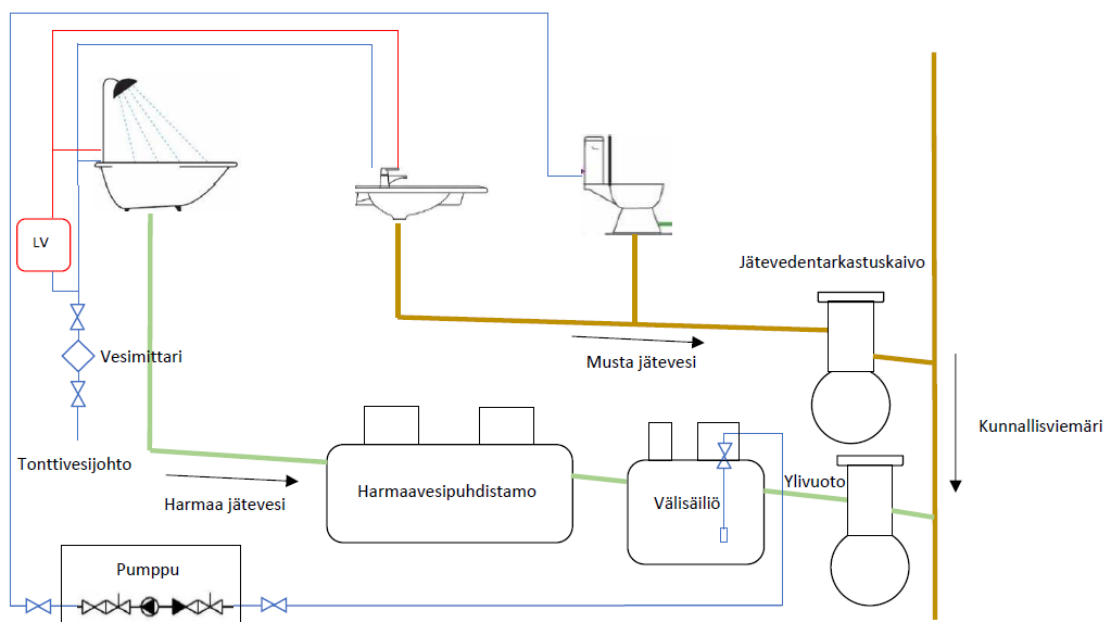 LV
Vesimittari
Tonttivesijohto
Harmaa jätevesi
Harmaavesipuhdistamo
Välisäiliö
Ylivuoto
Musta jätevesi
Jätevedentarkastuskaivo
Kunnallisviemäri
Pumppu